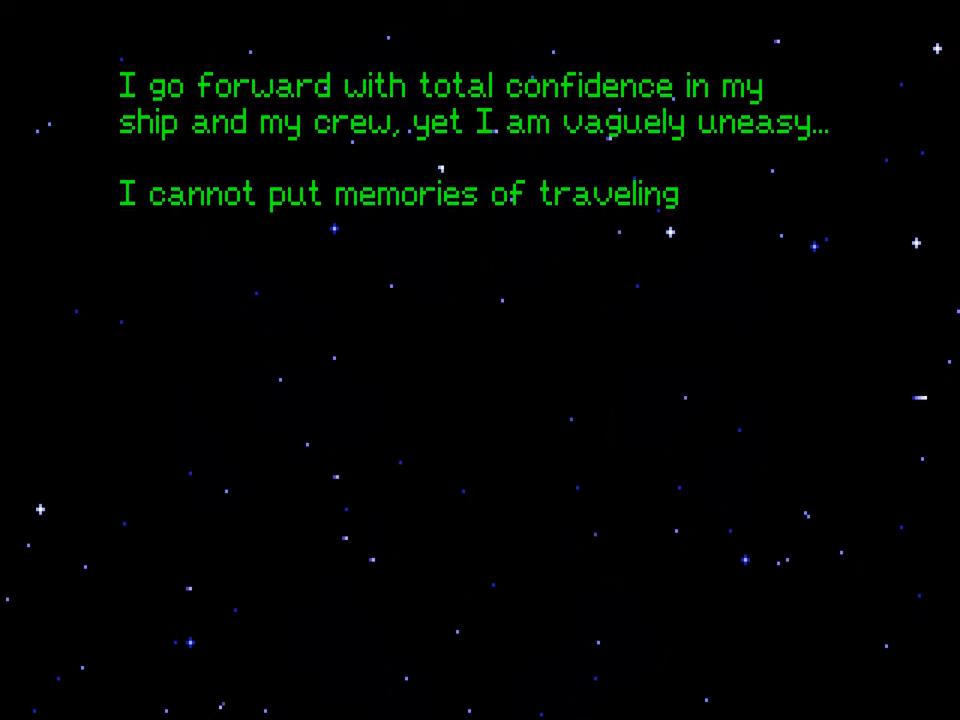 I go forward with total confidence in my
ship and my crew, yet I am vaguely uneasy...
I cannot put memories of traveling